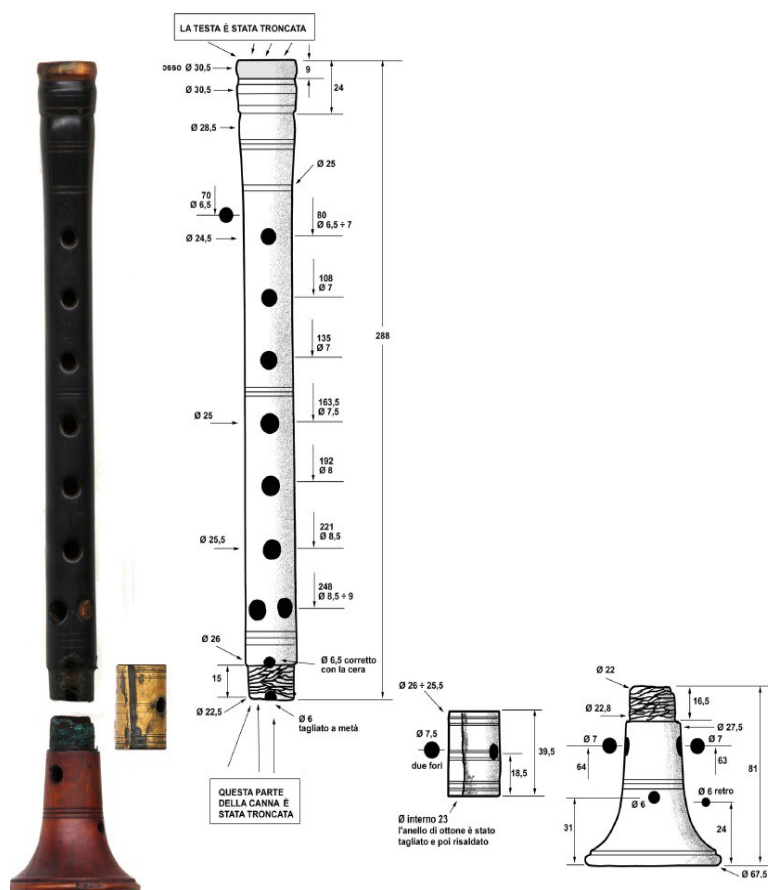 LA TESTA È STATA TRONCATA
osso Ø 30,5
9
Ø 30,5
24
Ø 28,5
Ø 25
70
Ø 6,5
80
Ø 6,5 ÷ 7
Ø 24,5
108
Ø 7
288
135
Ø 7
163,5
Ø 7,5
Ø 25
192
Ø 8
221
Ø 8,5
Ø 25,5
248
Ø 8,5 ÷ 9
Ø 26
Ø 6,5 corretto
con la cera
15
Ø 22,5
Ø 6
tagliato a metà
QUESTA PARTE
DELLA CANNA È
STATA TRONCATA
Ø 26 ÷ 25,5
Ø 7,5
due fori
39,5
18,5
Ø interno 23
l'anello di ottone è stato
tagliato e poi risaldato
Ø 22
16,5
Ø 22,8
Ø 27,5
Ø 7
Ø 7
64
63
81
Ø 6
Ø 6 retro
31
24
Ø 67,5